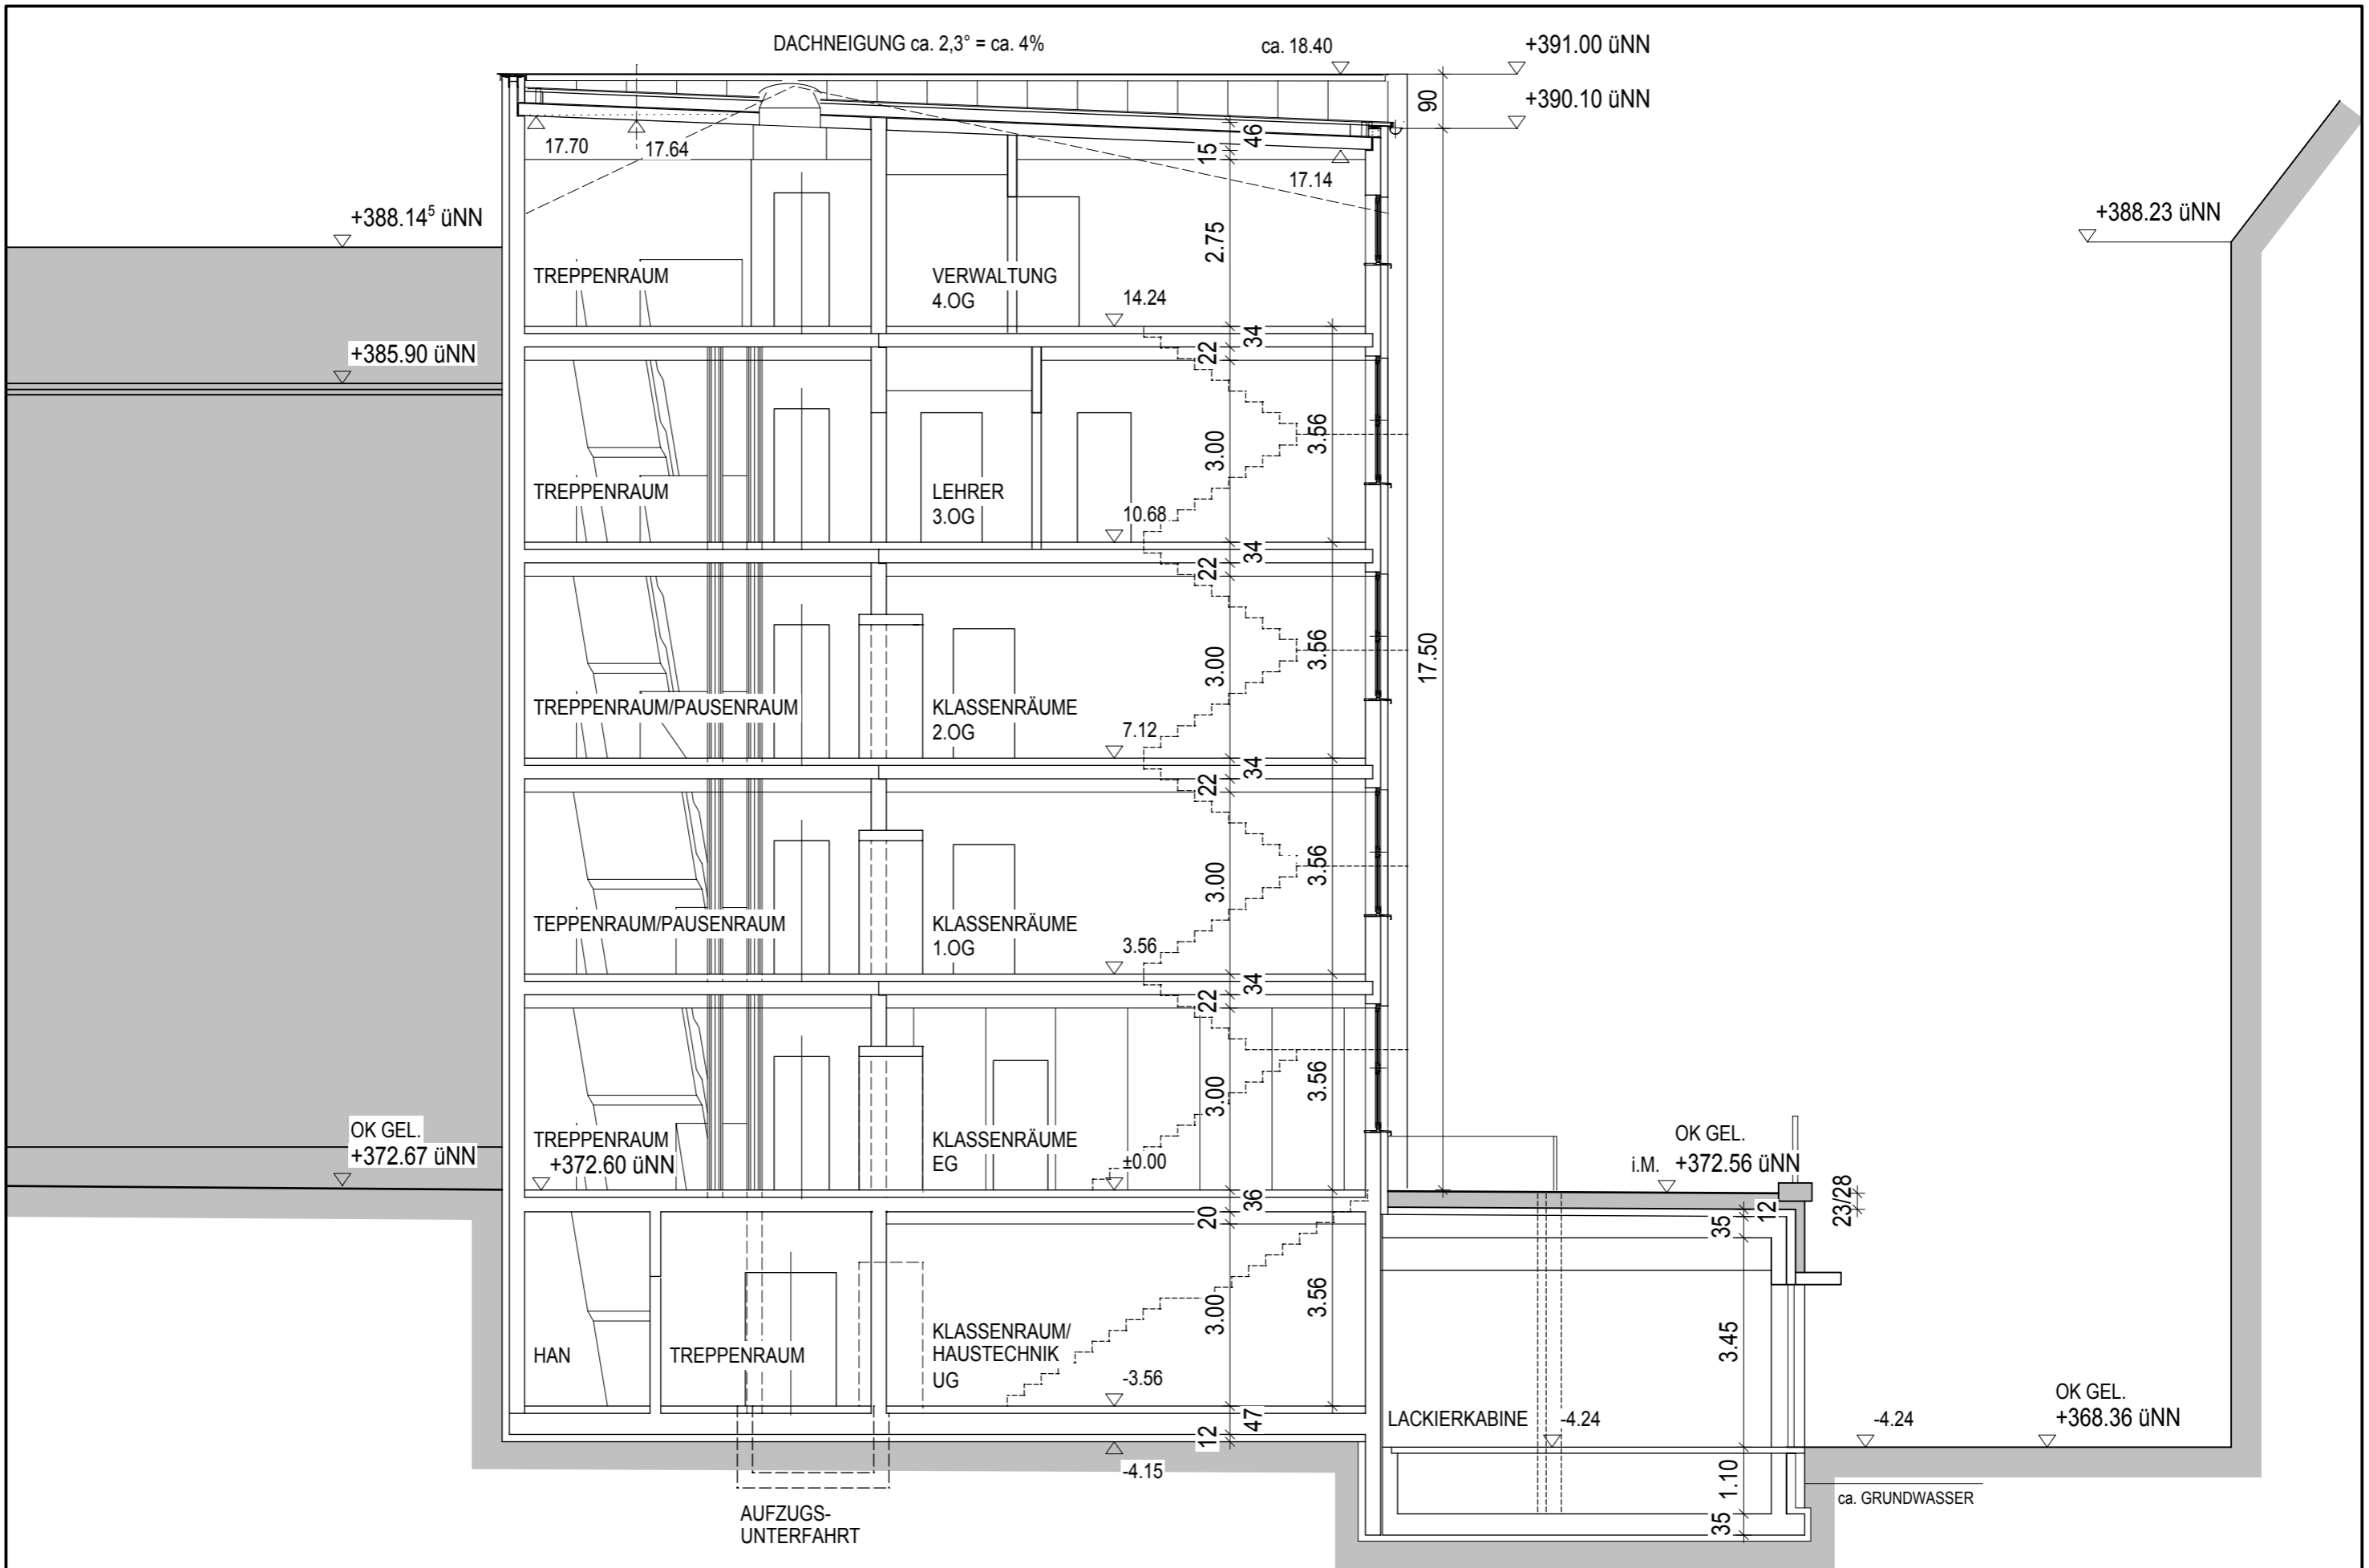 DACHNEIGUNG ca. 2,3° = ca. 4%
ca. 18.40
+391.00 üNN
90
+390.10 üNN
17.70
17.64
46
15
17.14
+388.14⁵ üNN
+388.23 üNN
2.75
TREPPENRAUM
VERWALTUNG
4.OG
14.24
34
22
+385.90 üNN
3.56
3.00
TREPPENRAUM
LEHRER
3.OG
10.68
34
22
17.50
3.56
3.00
TREPPENRAUM/PAUSENRAUM
KLASSENRÄUME
2.OG
7.12
34
22
3.56
3.00
TEPPENRAUM/PAUSENRAUM
KLASSENRÄUME
1.OG
3.56
34
22
3.56
3.00
OK GEL.
+372.67 üNN
TREPPENRAUM
+372.60 üNN
KLASSENRÄUME
EG
±0.00
OK GEL.
i.M. +372.56 üNN
36
20
35
12
23/28
3.56
3.00
HAN
TREPPENRAUM
KLASSENRAUM/
HAUSTECHNIK
UG
-3.56
3.45
47
12
LACKIERKABINE
-4.24
-4.24
OK GEL.
+368.36 üNN
-4.15
1.10
ca. GRUNDWASSER
35
AUFZUGS-
UNTERFAHRT